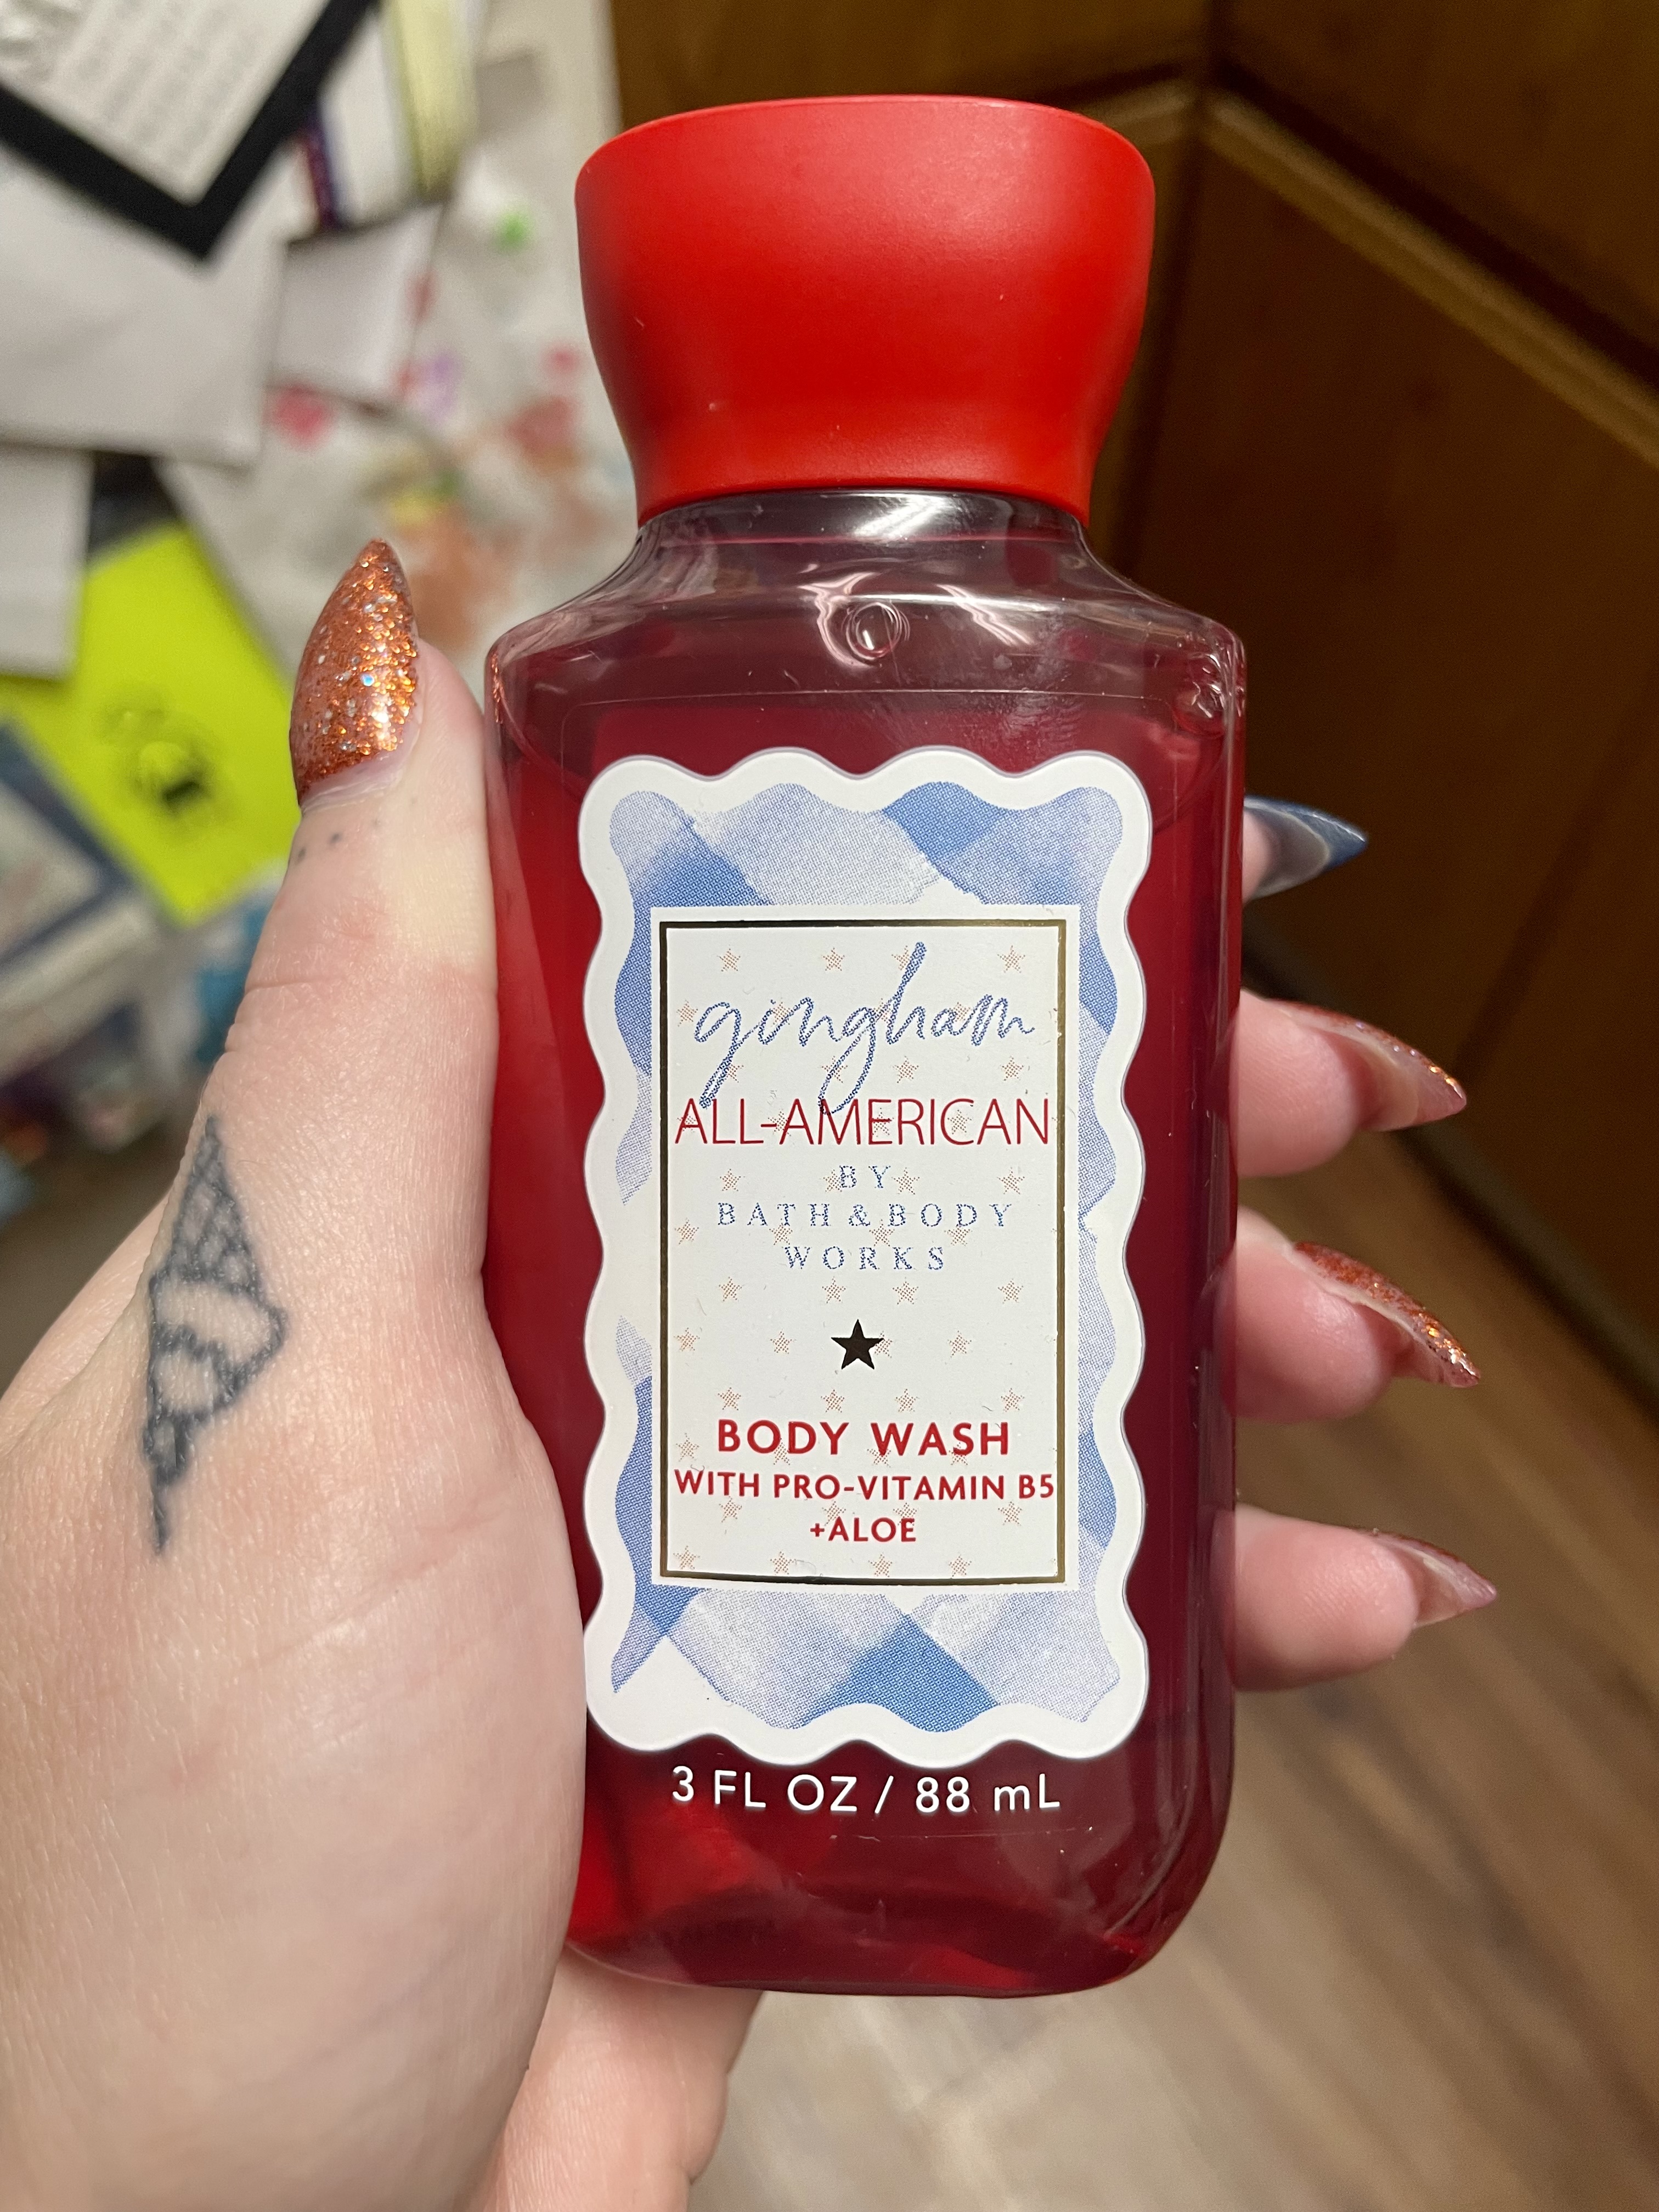 gingham
ALL-AMERICAN
BY
BATH & BODY
WORKS
BODY WASH
WITH PRO-VITAMIN B5
+ALOE
3 FL OZ / 88 mL